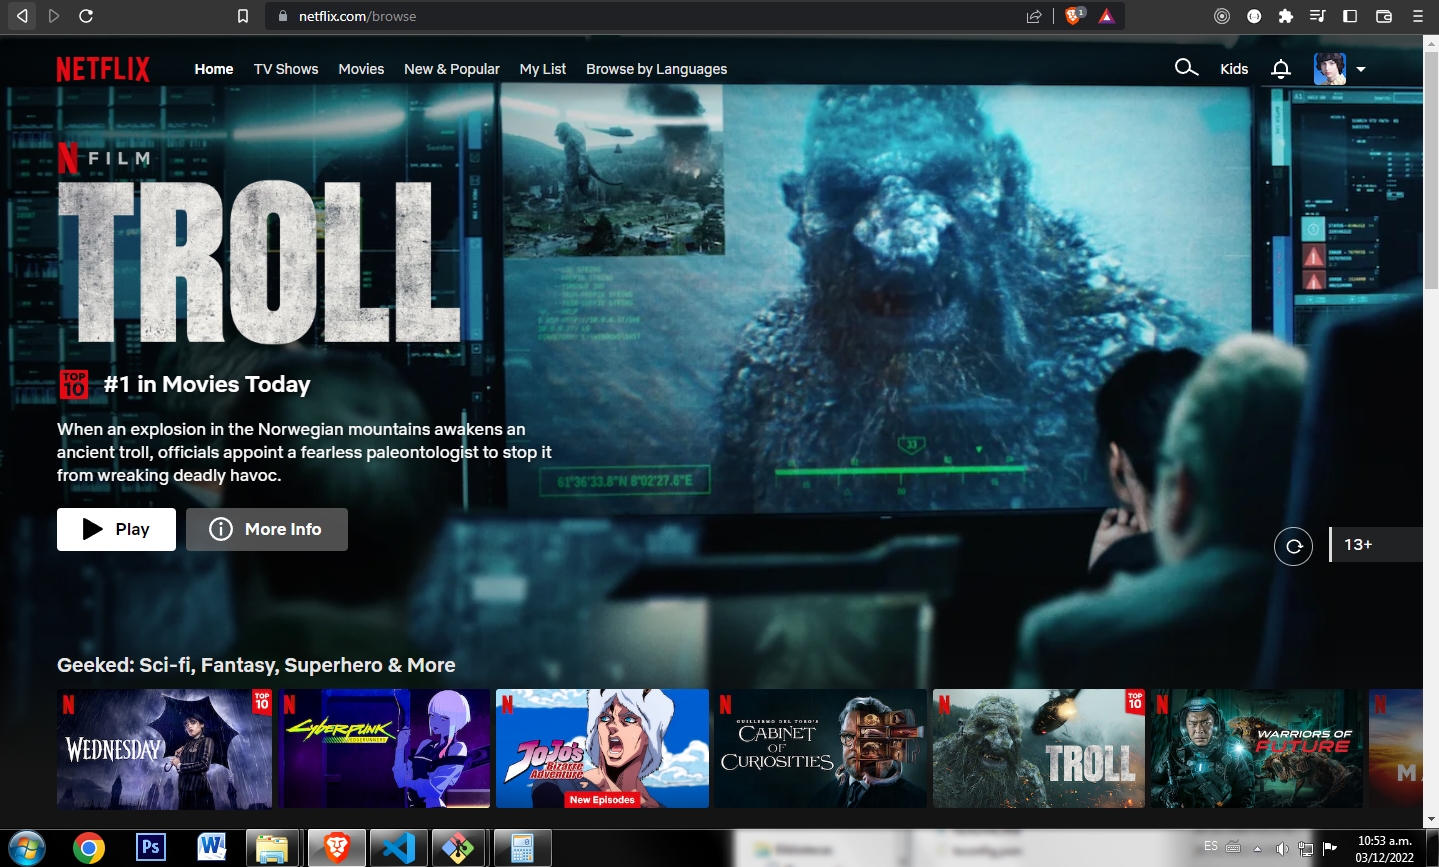 netflix.com/browse
1
NETFLIX
Home
TV Shows
Movies
New & Popular
My List
Browse by Languages
Kids
N FILM
TROLL
TOP 10
#1 in Movies Today
When an explosion in the Norwegian mountains awakens an
ancient troll, officials appoint a fearless paleontologist to stop it
from wreaking deadly havoc.
33
61°36'33.8"N 8°02'27.6"E
Play
More Info
13+
Geeked: Sci-fi, Fantasy, Superhero & More
N
TOP 10
WEDNESDAY
N
CYBERPUNK
EDGERUNNERS
N
JOJO'S
Bizarre
Adventure
New Episodes
N
GUILLERMO DEL TORO'S
CABINET
OF
CURIOSITIES
N
TOP 10
TROLL
N
WARRIORS OF
FUTURE
N
MA
Ps
W
ES
10:53 a.m.
03/12/2022